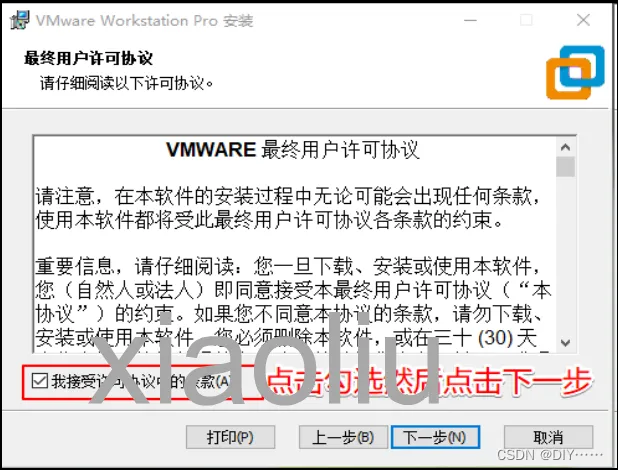 VMware Workstation Pro 安装
最终用户许可协议
请仔细阅读以下许可协议。
VMWARE 最终用户许可协议
请注意，在本软件的安装过程中无论可能会出现任何条款，
使用本软件都将受此最终用户许可协议各条款的约束。
重要信息，请仔细阅读：您一旦下载、安装或使用本软件，
您（自然人或法人）即同意接受本最终用户许可协议（“本
协议”）的约束。如果您不同意本协议的条款，请勿下载、
安装或使用本软件，您必须删除本软件，或在三十 (30) 天
我接受许可协议中的条款(A)
点击勾选然后点击下一步
xiaoliu
打印(P)
上一步(B)
下一步(N)
取消
CSDN @DIY……